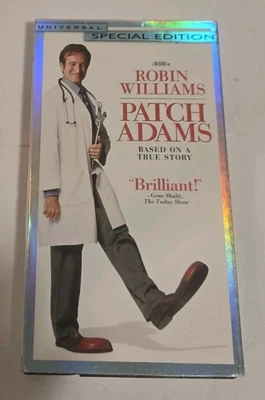 UNIVERSAL
SPECIAL EDITION
ROBIN
WILLIAMS
PATCH
ADAMS
BASED ON A
TRUE STORY
"Brilliant!"
-Gene Shalit,
The Today Show